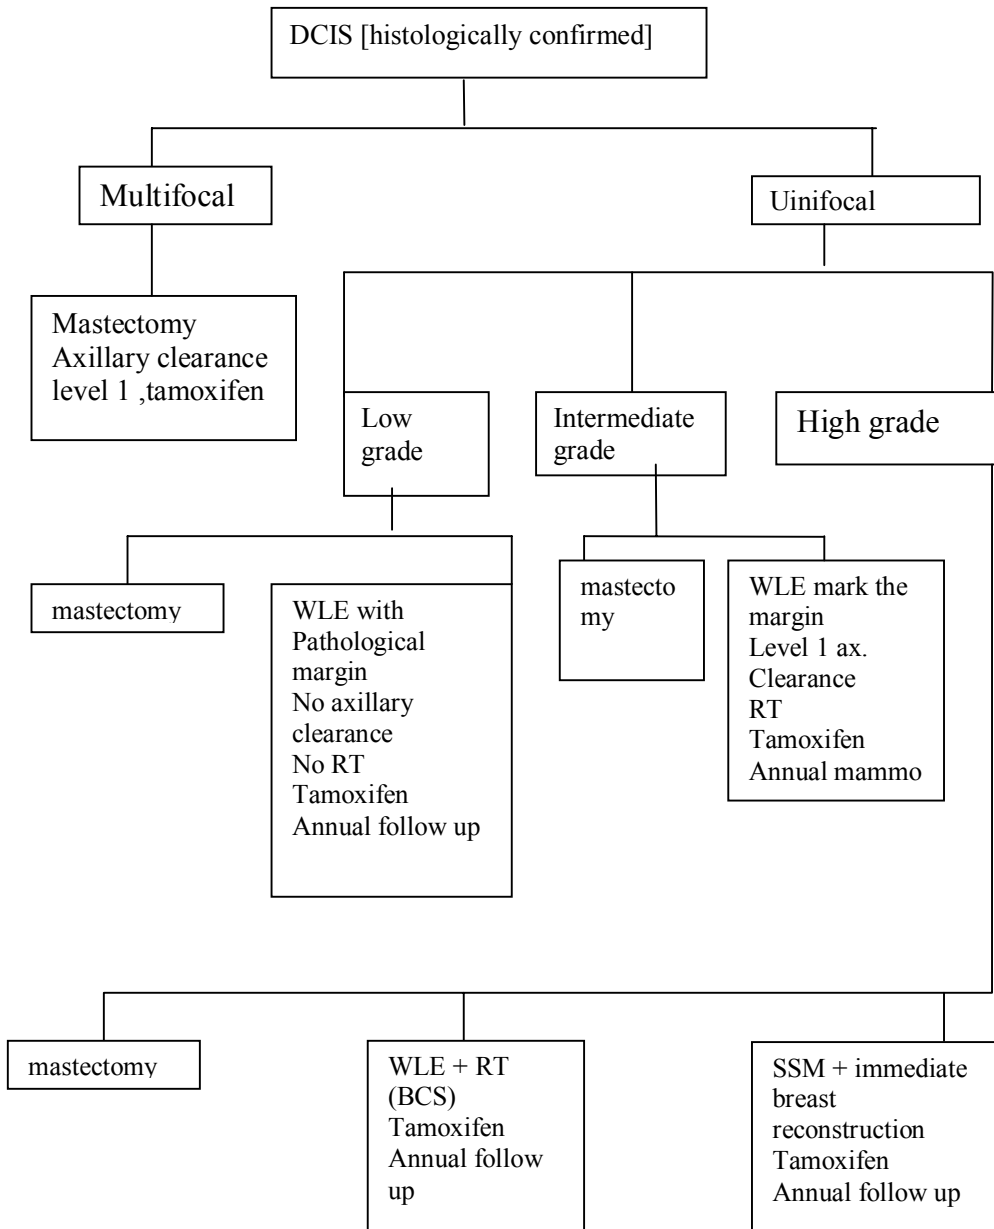 DCIS [histologically confirmed]
Multifocal
Uinifocal
Mastectomy
Axillary clearance
level 1 ,tamoxifen
Low
grade
Intermediate
grade
High grade
mastectomy
WLE with
Pathological
margin
No axillary
clearance
No RT
Tamoxifen
Annual follow up
mastecto
my
WLE mark the
margin
Level 1 ax.
Clearance
RT
Tamoxifen
Annual mammo
mastectomy
WLE + RT
(BCS)
Tamoxifen
Annual follow
up
SSM + immediate
breast
reconstruction
Tamoxifen
Annual follow up